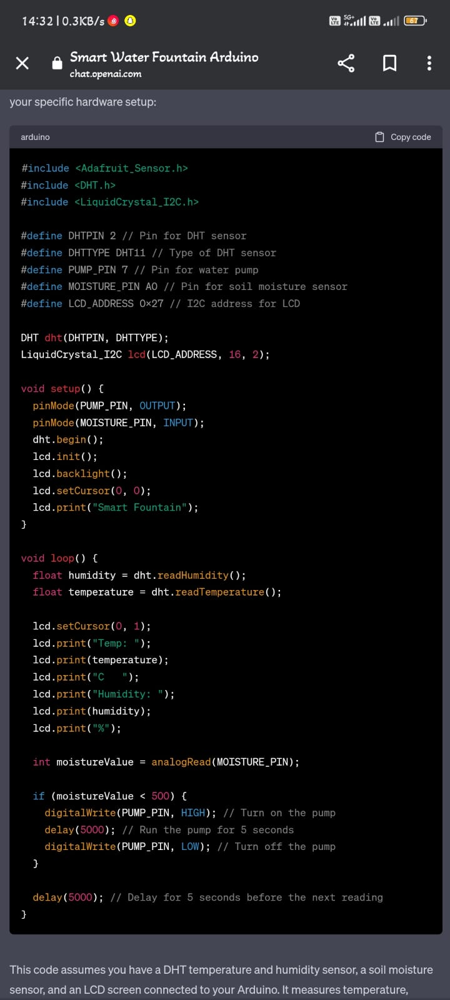 14:32 | 0.3KB/s
Vo LTE 5G+ Vo LTE 67
Smart Water Fountain Arduino
chat.openai.com
your specific hardware setup:
arduino Copy code
#include <Adafruit_Sensor.h>
#include <DHT.h>
#include <LiquidCrystal_I2C.h>
#define DHTPIN 2 // Pin for DHT sensor
#define DHTTYPE DHT11 // Type of DHT sensor
#define PUMP_PIN 7 // Pin for water pump
#define MOISTURE_PIN A0 // Pin for soil moisture sensor
#define LCD_ADDRESS 0x27 // I2C address for LCD
DHT dht(DHTPIN, DHTTYPE);
LiquidCrystal_I2C lcd(LCD_ADDRESS, 16, 2);
void setup() {
  pinMode(PUMP_PIN, OUTPUT);
  pinMode(MOISTURE_PIN, INPUT);
  dht.begin();
  lcd.init();
  lcd.backlight();
  lcd.setCursor(0, 0);
  lcd.print("Smart Fountain");
}
void loop() {
  float humidity = dht.readHumidity();
  float temperature = dht.readTemperature();
  lcd.setCursor(0, 1);
  lcd.print("Temp: ");
  lcd.print(temperature);
  lcd.print("C   ");
  lcd.print("Humidity: ");
  lcd.print(humidity);
  lcd.print("%");
  int moistureValue = analogRead(MOISTURE_PIN);
  if (moistureValue < 500) {
    digitalWrite(PUMP_PIN, HIGH); // Turn on the pump
    delay(5000); // Run the pump for 5 seconds
    digitalWrite(PUMP_PIN, LOW); // Turn off the pump
  }
  delay(5000); // Delay for 5 seconds before the next reading
}
This code assumes you have a DHT temperature and humidity sensor, a soil moisture
sensor, and an LCD screen connected to your Arduino. It measures temperature,